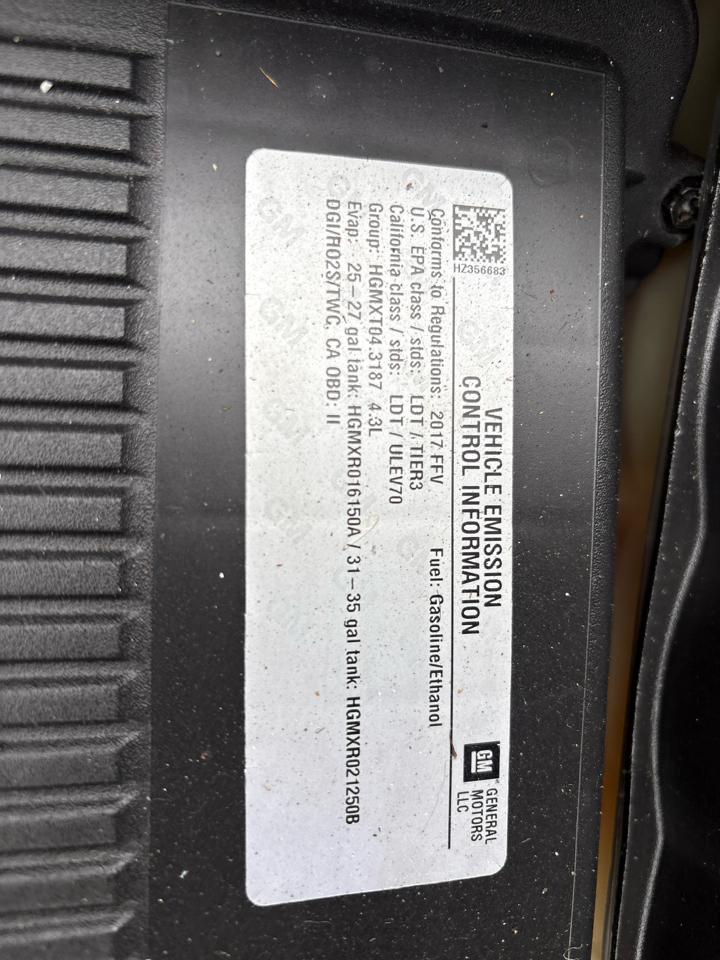 HZ356683
VEHICLE EMISSION
CONTROL INFORMATION
GM
GENERAL
MOTORS
LLC
Conforms to Regulations: 2017 FFV Fuel: Gasoline/Ethanol
U.S. EPA class / stds: LDT / TIER3
California class / stds: LDT / ULEV70
Group: HGMXT04.3187 4.3L
Evap: 25–27 gal tank: HGMXR016150A / 31–35 gal tank: HGMXR021250B
DGI/HO2S/TWC, CA OBD: II